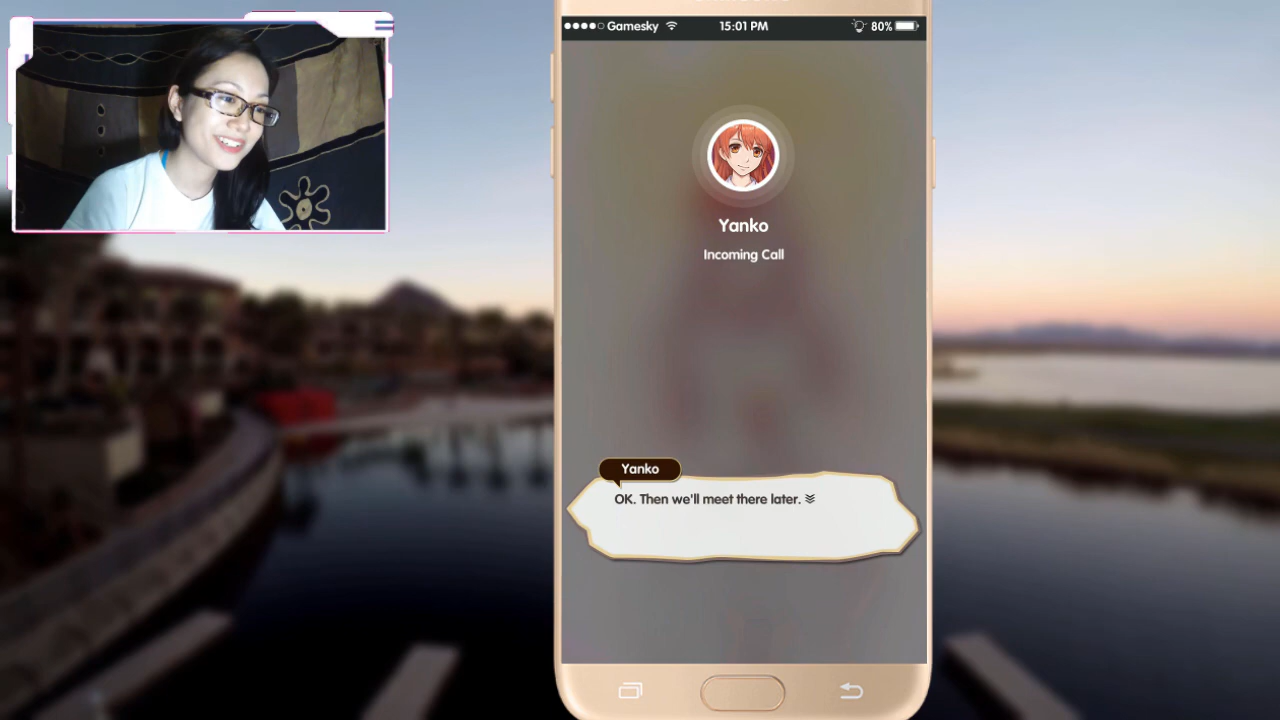 Gamesky 15:01 PM 80%
Yanko
Incoming Call
Yanko
OK. Then we'll meet there later.